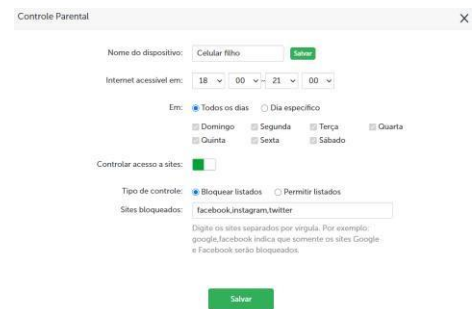 Controle Parental X
Nome do dispositivo: Celular filho Salvar
Internet acessível em: 18 00 – 21 00
Em: Todos os dias Dia específico
Domingo Segunda Terça Quarta
Quinta Sexta Sábado
Controlar acesso a sites:
Tipo de controle: Bloquear listados Permitir listados
Sites bloqueados: facebook,instagram,twitter
Digite os sites separados por vírgula. Por exemplo:
google,facebook indica que somente os sites Google
e Facebook serão bloqueados.
Salvar